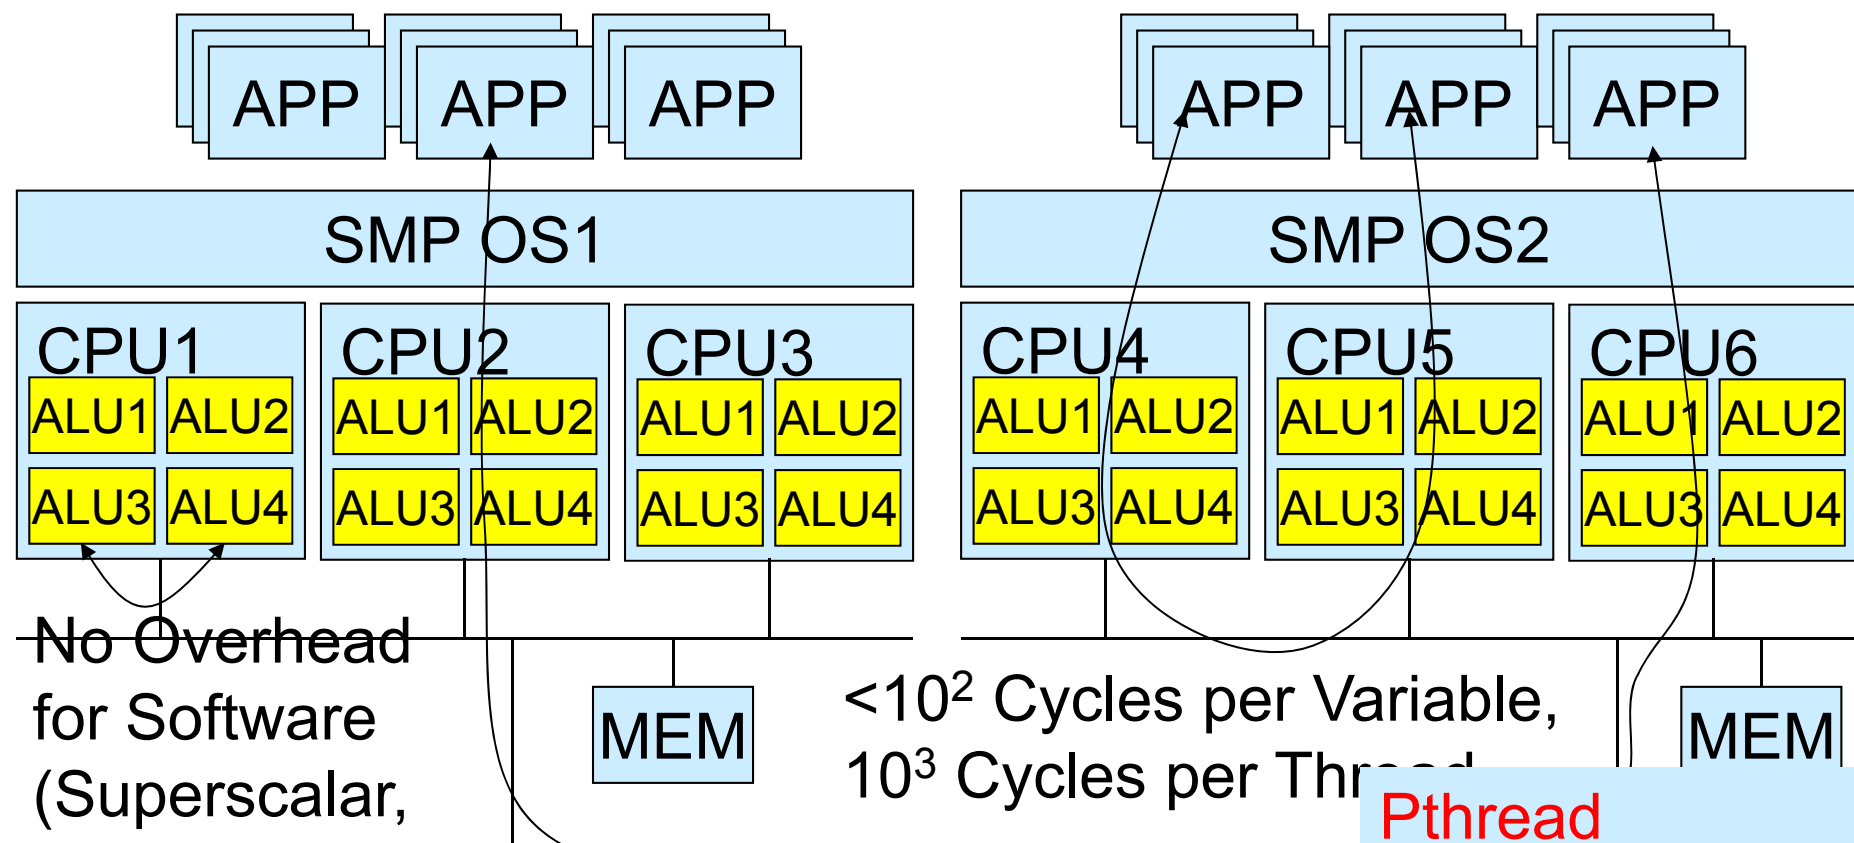 APP APP APP APP APP APP
SMP OS1 SMP OS2
CPU1 CPU2 CPU3 CPU4 CPU5 CPU6
ALU1 ALU2 ALU1 ALU2 ALU1 ALU2 ALU1 ALU2 ALU1 ALU2 ALU1 ALU2
ALU3 ALU4 ALU3 ALU4 ALU3 ALU4 ALU3 ALU4 ALU3 ALU4 ALU3 ALU4
No Overhead
for Software
(Superscalar,
MEM
<10² Cycles per Variable,
10³ Cycles per Thread
MEM
Pthread